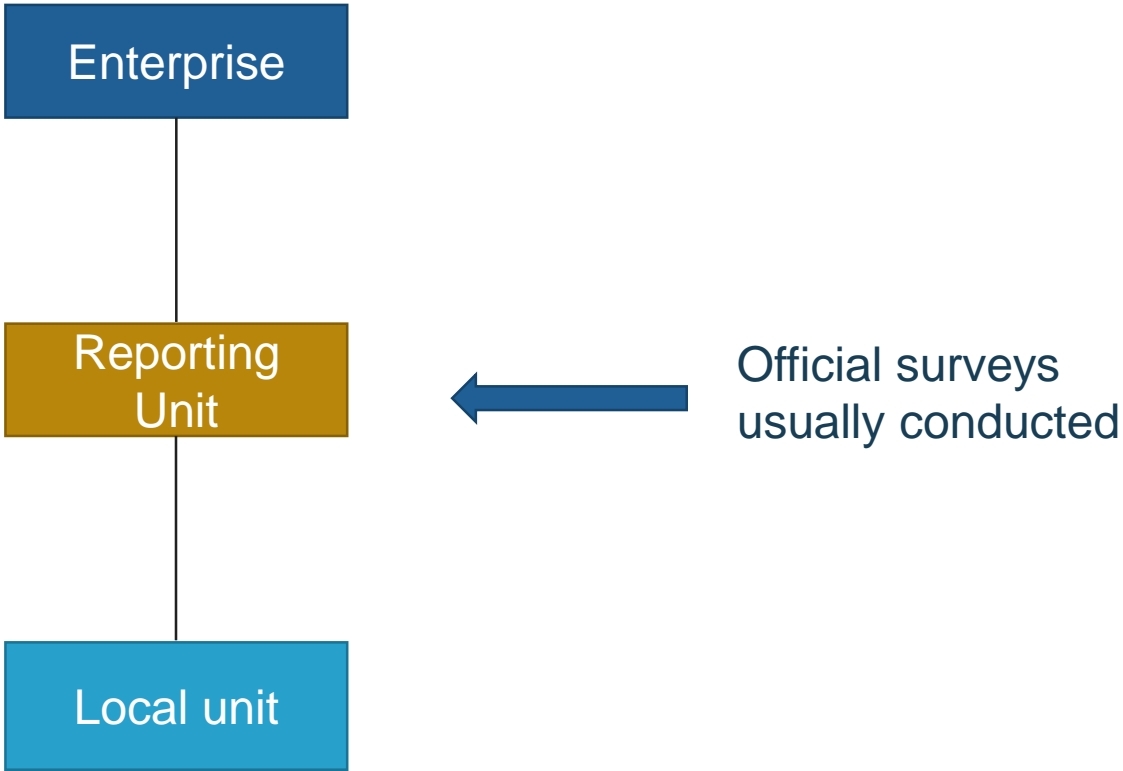 Enterprise
Reporting
Unit
Official surveys
usually conducted
Local unit